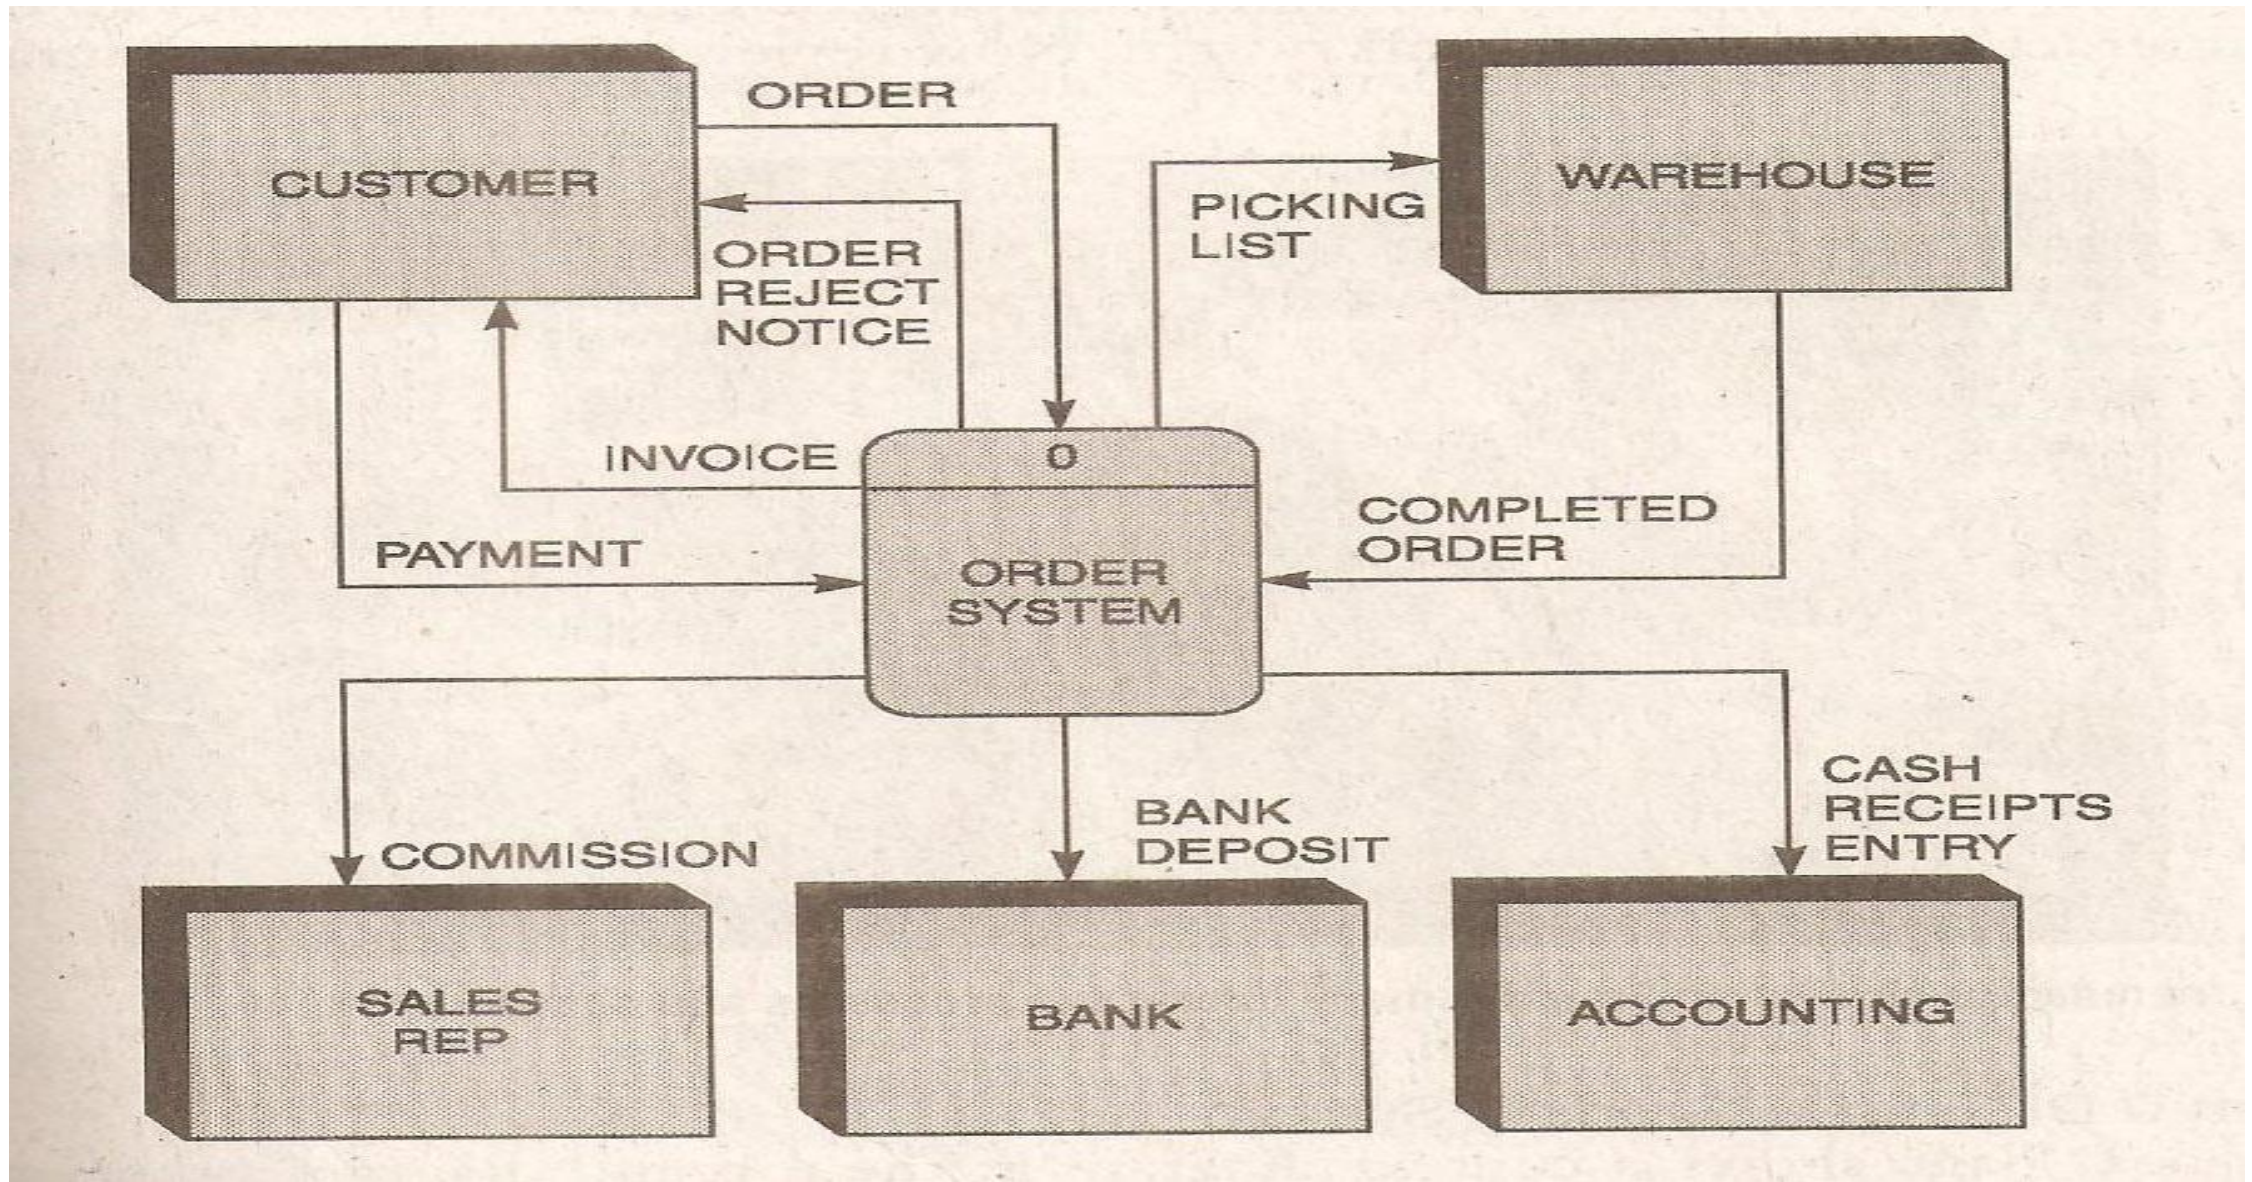 ORDER
CUSTOMER
WAREHOUSE
PICKING
LIST
ORDER
REJECT
NOTICE
INVOICE
0
COMPLETED
ORDER
PAYMENT
ORDER
SYSTEM
CASH
RECEIPTS
ENTRY
BANK
DEPOSIT
COMMISSION
SALES
REP
BANK
ACCOUNTING